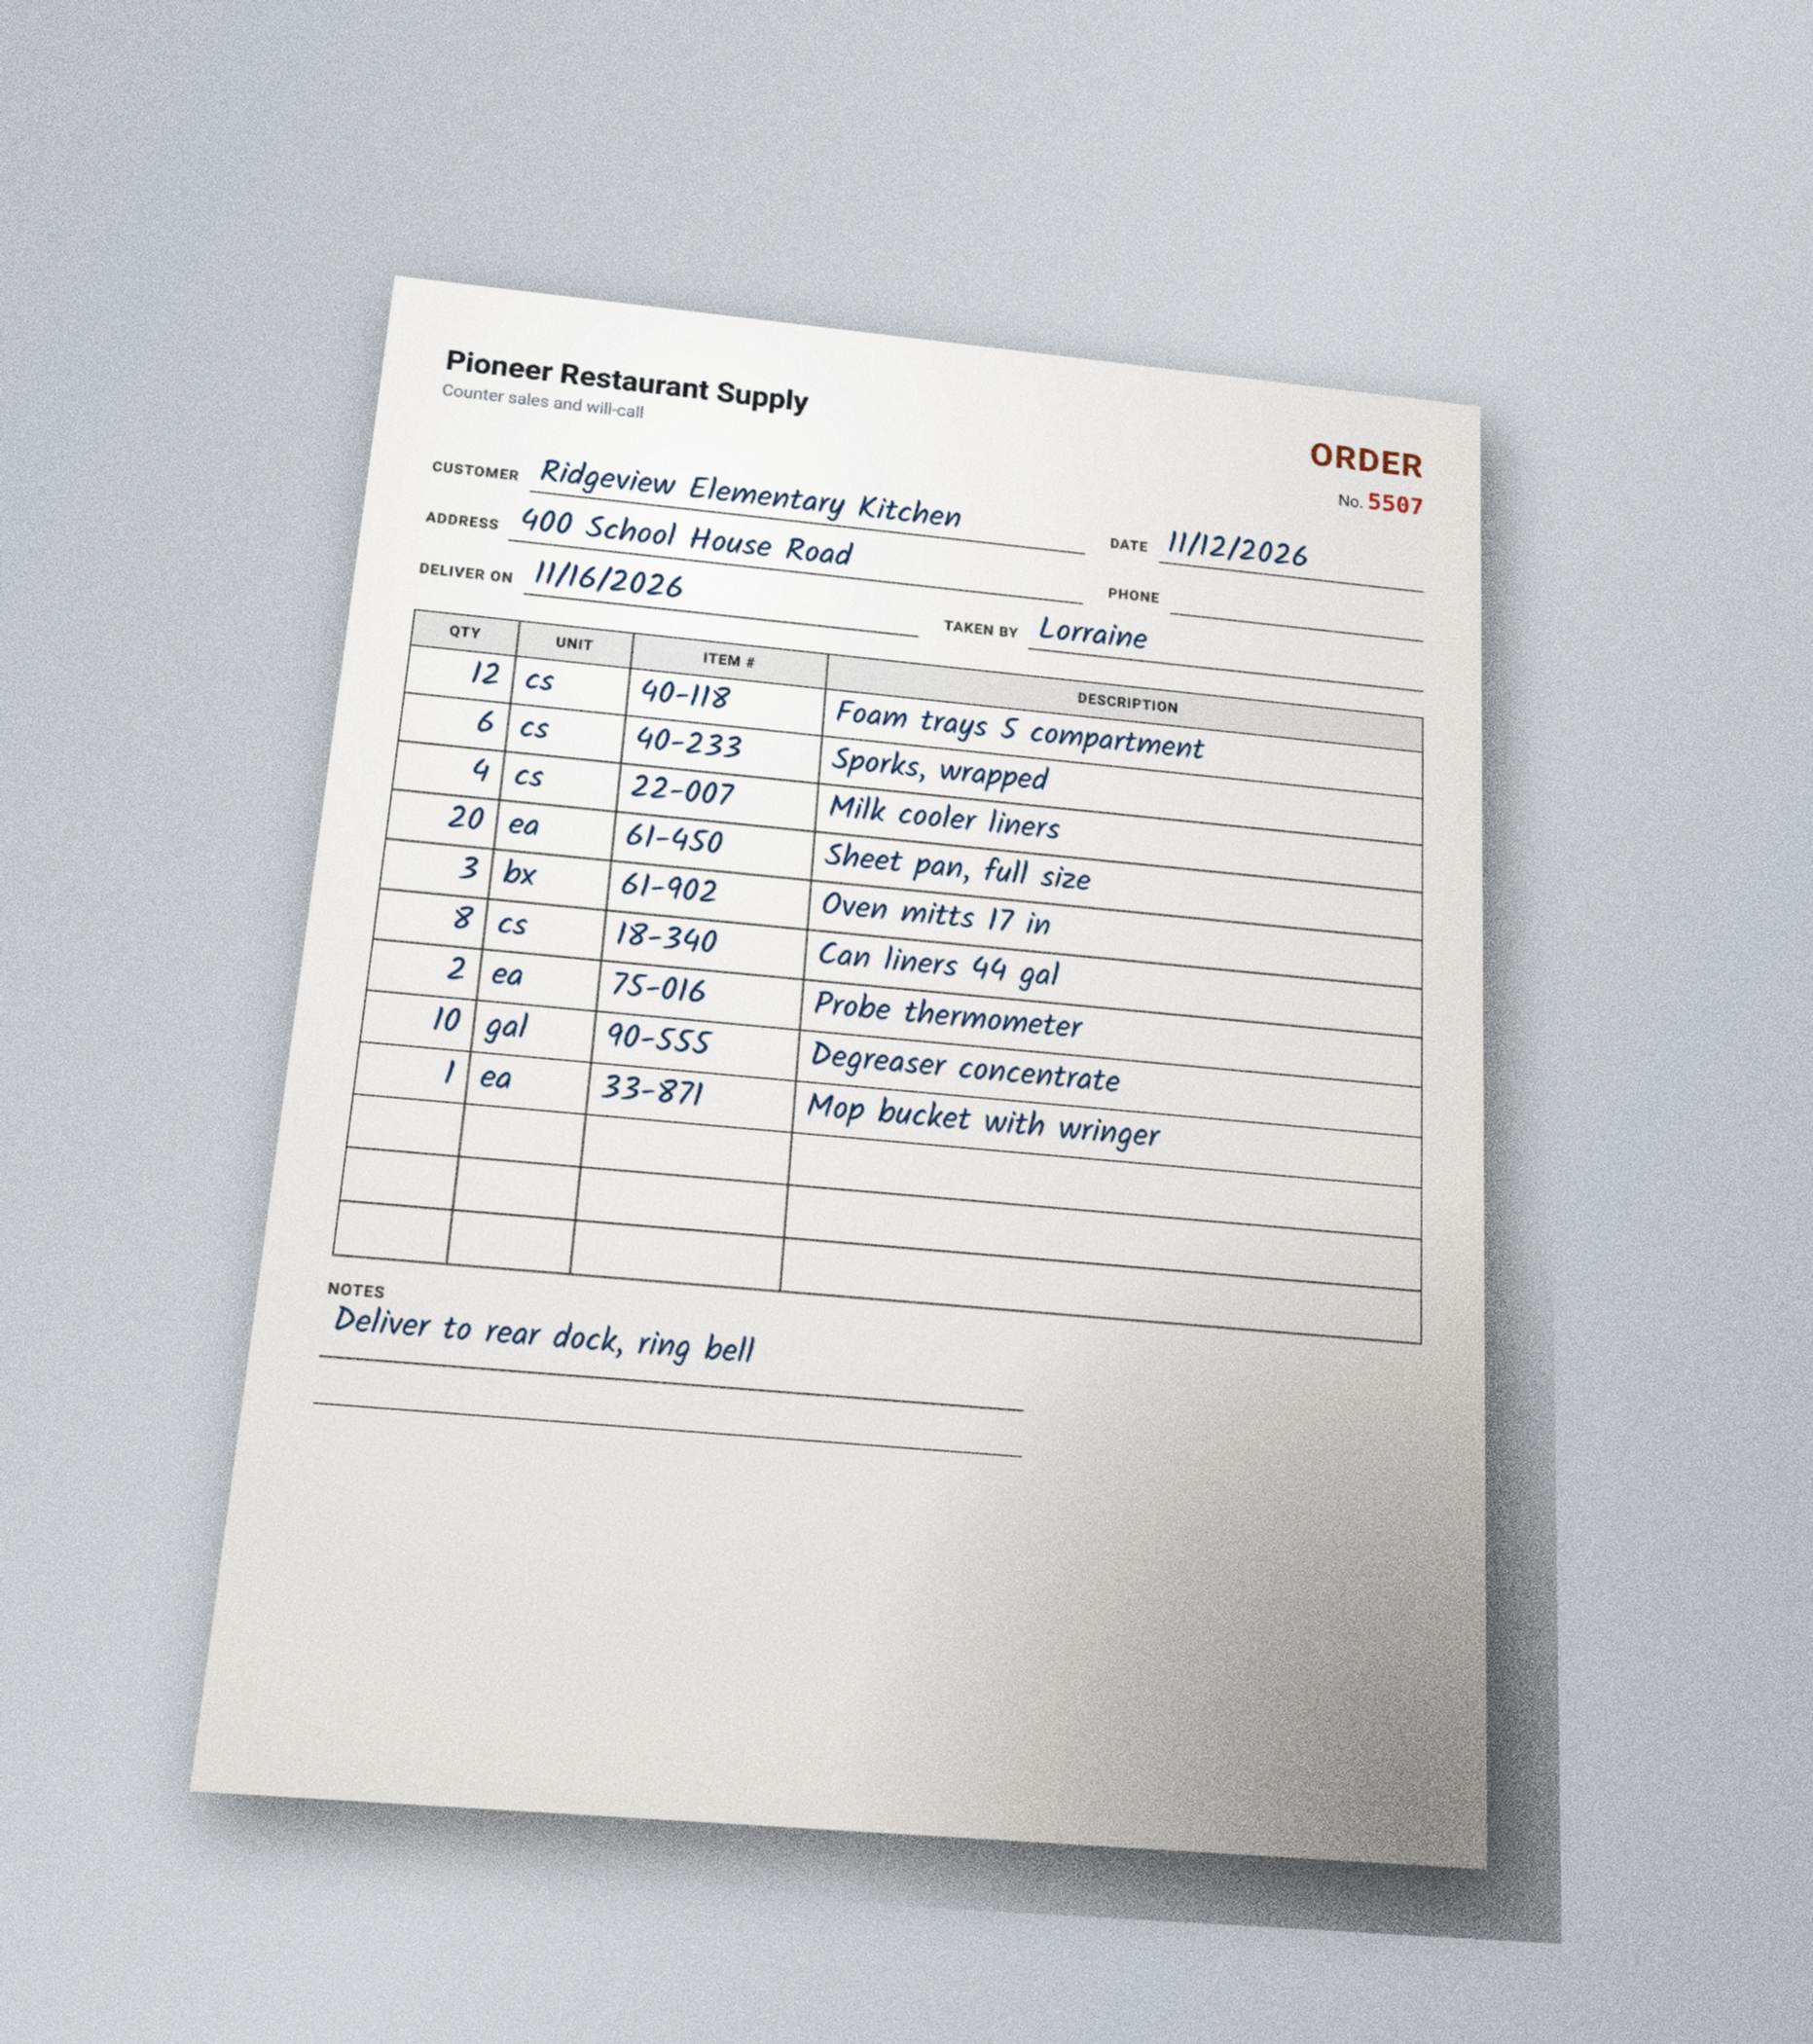 Pioneer Restaurant Supply
Counter sales and will-call
ORDER
No. 5507
CUSTOMER Ridgeview Elementary Kitchen
DATE 11/12/2026
ADDRESS 400 School House Road
PHONE
DELIVER ON 11/16/2026
TAKEN BY Lorraine
QTY UNIT ITEM # DESCRIPTION
12 cs 40-118 Foam trays 5 compartment
6 cs 40-233 Sporks, wrapped
4 cs 22-007 Milk cooler liners
20 ea 61-450 Sheet pan, full size
3 bx 61-902 Oven mitts 17 in
8 cs 18-340 Can liners 44 gal
2 ea 75-016 Probe thermometer
10 gal 90-555 Degreaser concentrate
1 ea 33-871 Mop bucket with wringer
NOTES
Deliver to rear dock, ring bell